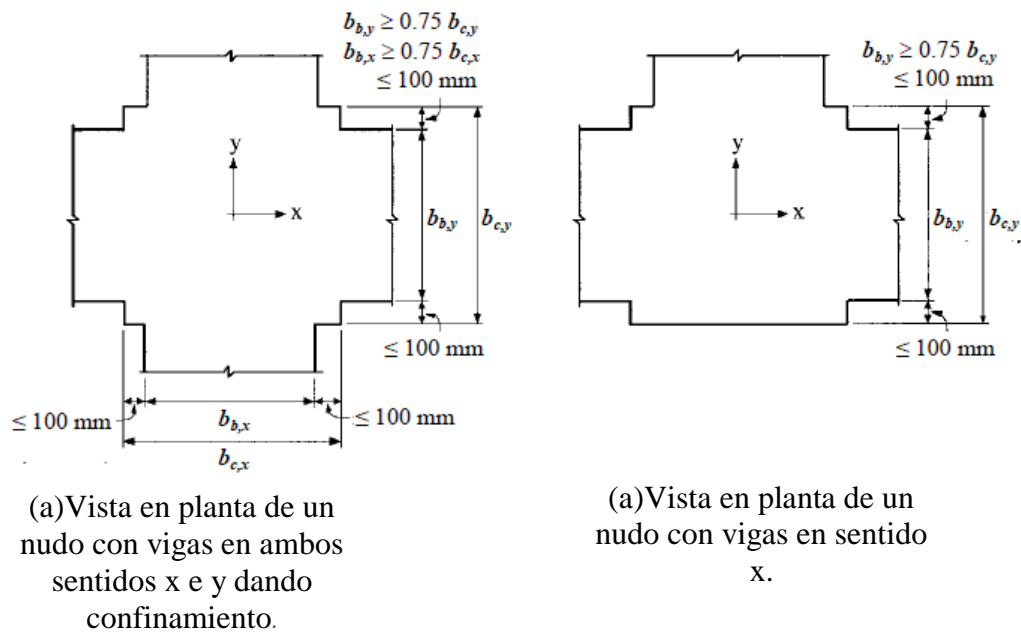 b_{b,y} ≥ 0.75 b_{c,y}
b_{b,x} ≥ 0.75 b_{c,x}
≤ 100 mm
y
x
b_{b,y}
b_{c,y}
≤ 100 mm
≤ 100 mm
b_{b,x}
≤ 100 mm
b_{c,x}
(a)Vista en planta de un
nudo con vigas en ambos
sentidos x e y dando
confinamiento.
b_{b,y} ≥ 0.75 b_{c,y}
≤ 100 mm
y
x
b_{b,y}
b_{c,y}
≤ 100 mm
(a)Vista en planta de un
nudo con vigas en sentido
x.